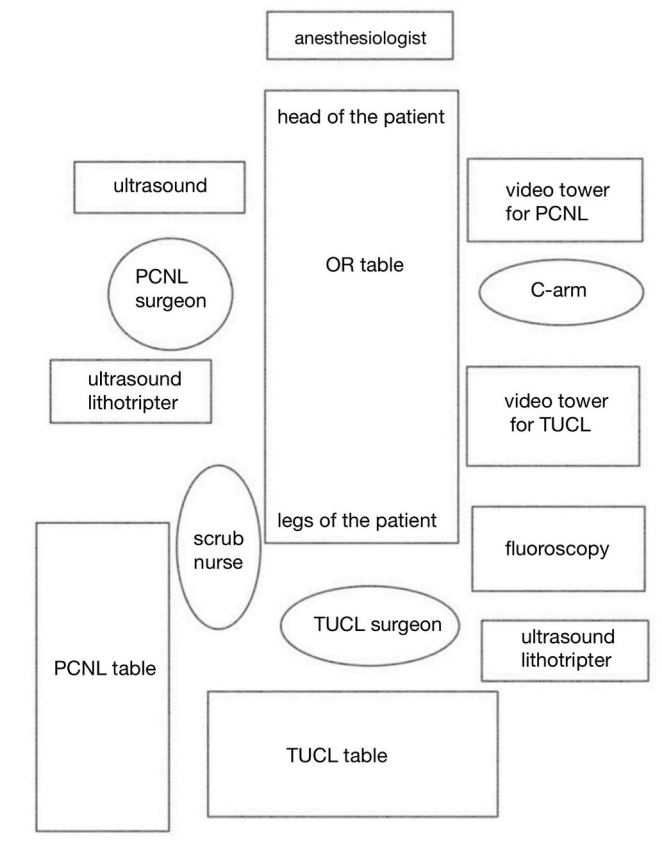 anesthesiologist
head of the patient
ultrasound
video tower
for PCNL
PCNL
surgeon
OR table
C-arm
ultrasound
lithotripter
video tower
for TUCL
scrub
nurse
legs of the patient
fluoroscopy
TUCL surgeon
ultrasound
lithotripter
PCNL table
TUCL table